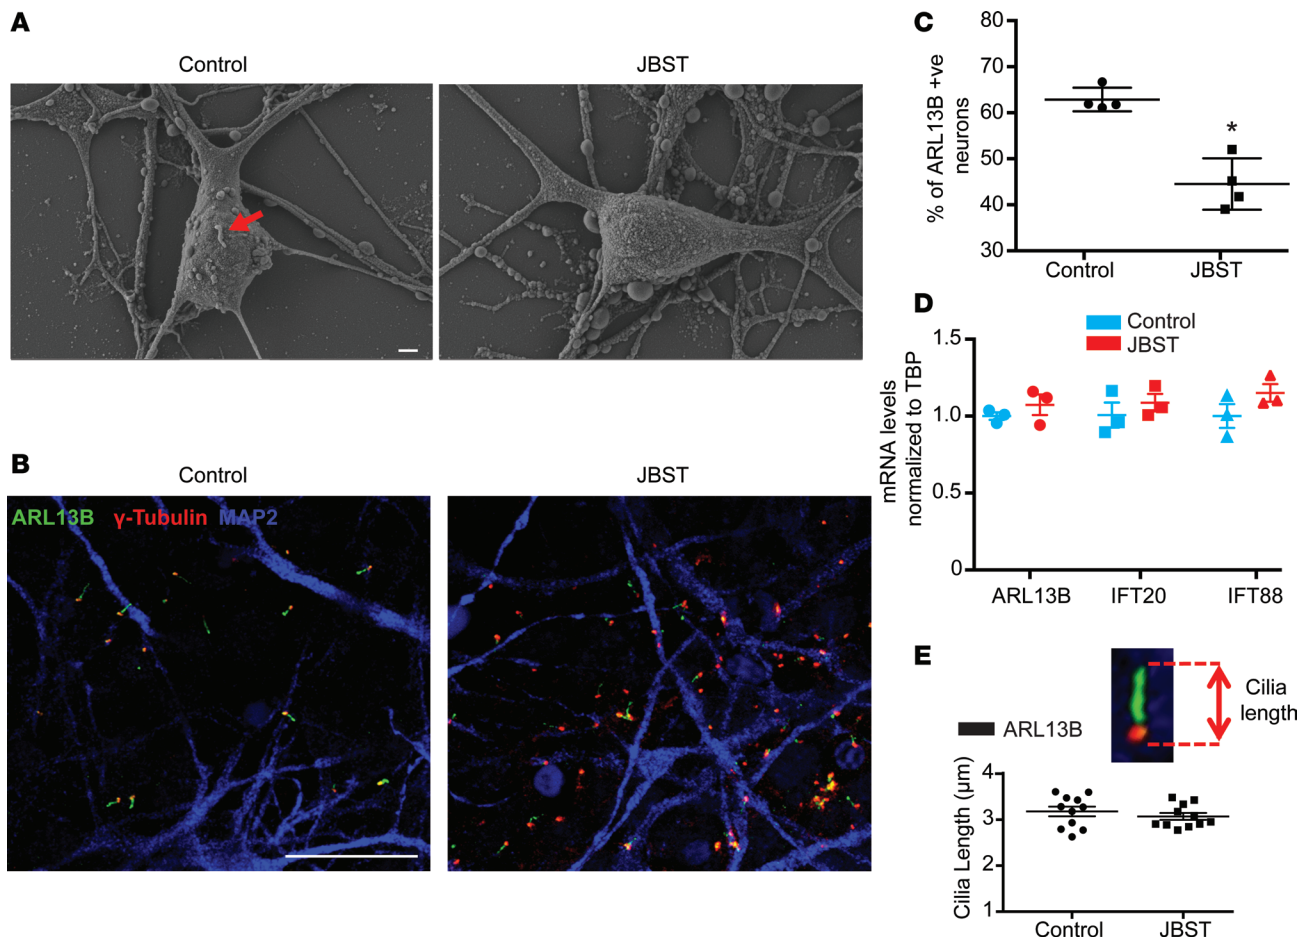 A
Control
JBST
B
Control
JBST
ARL13B γ-Tubulin MAP2
C
% of ARL13B +ve
neurons
80
70
60
50
40
30
*
Control
JBST
D
Control
JBST
mRNA levels
normalized to TBP
1.5
1.0
0.5
0
ARL13B
IFT20
IFT88
E
Cilia
length
ARL13B
Cilia Length (μm)
4
3
2
1
Control
JBST